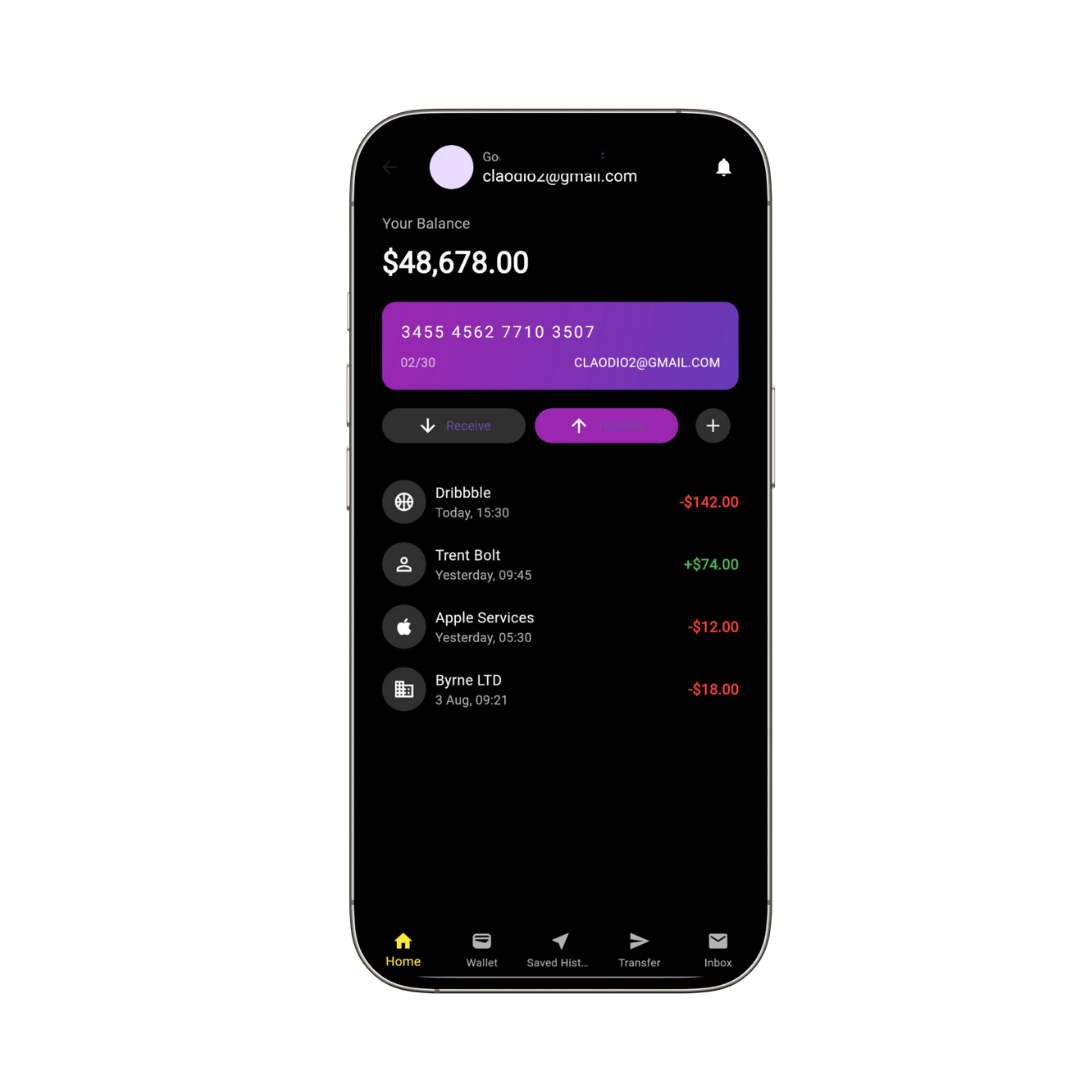 Go
claodio2@gmail.com
Your Balance
$48,678.00
3455 4562 7710 3507
02/30 CLAODIO2@GMAIL.COM
Receive Transfer
Dribbble
-$142.00
Today, 15:30
Trent Bolt
+$74.00
Yesterday, 09:45
Apple Services
-$12.00
Yesterday, 05:30
Byrne LTD
-$18.00
3 Aug, 09:21
Home Wallet Saved Hist... Transfer Inbox